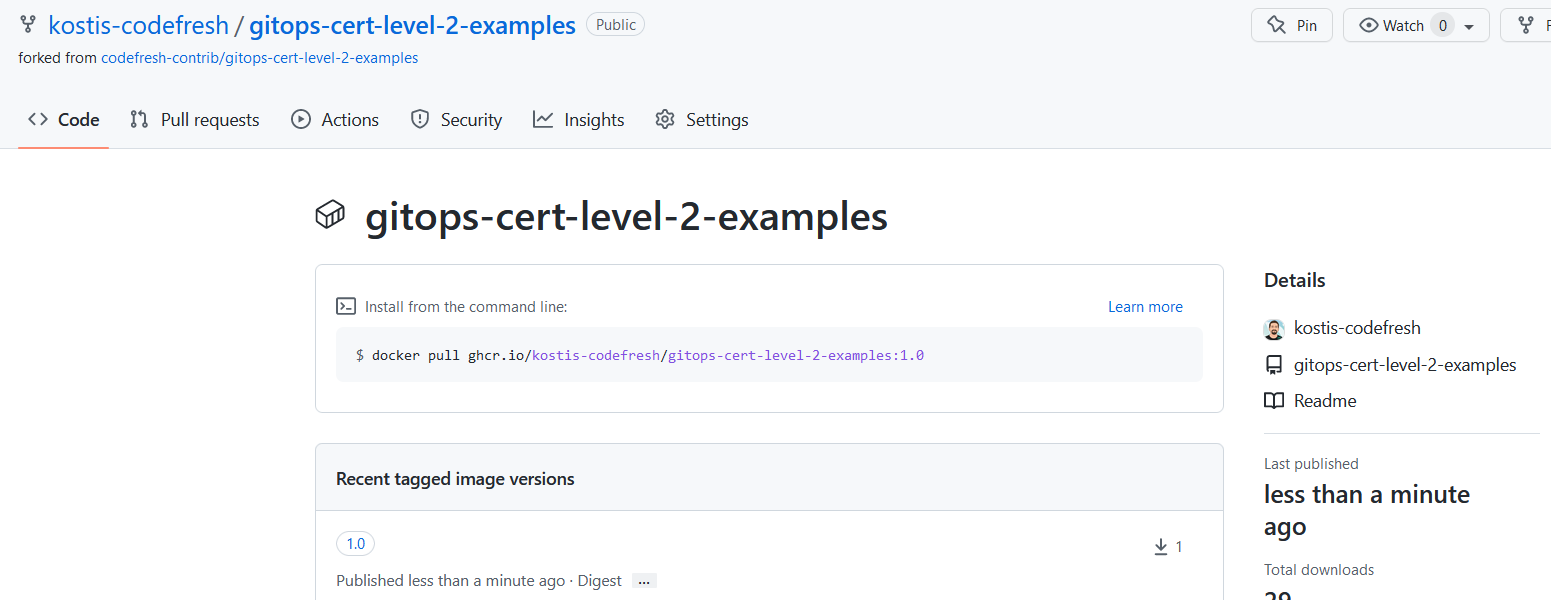 kostis-codefresh / gitops-cert-level-2-examples Public
Pin Watch 0
forked from codefresh-contrib/gitops-cert-level-2-examples
Code Pull requests Actions Security Insights Settings
gitops-cert-level-2-examples
Install from the command line: Learn more
$ docker pull ghcr.io/kostis-codefresh/gitops-cert-level-2-examples:1.0
Recent tagged image versions
1.0
1
Published less than a minute ago · Digest ...
Details
kostis-codefresh
gitops-cert-level-2-examples
Readme
Last published
less than a minute
ago
Total downloads